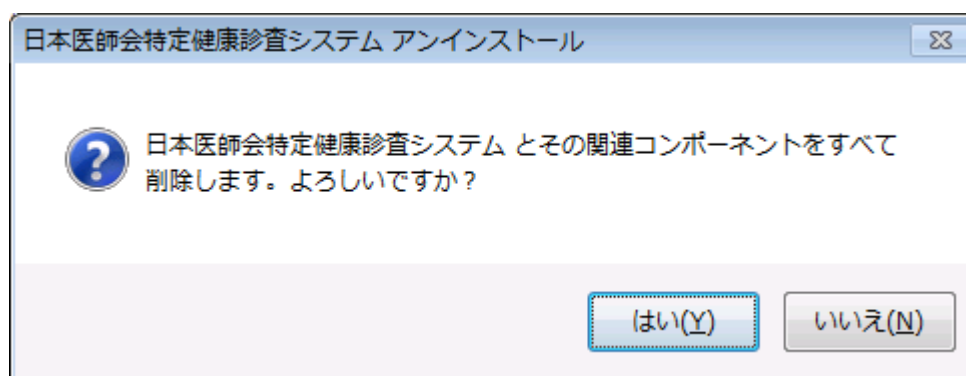 日本医師会特定健康診査システム アンインストール
日本医師会特定健康診査システム とその関連コンポーネントをすべて
削除します。よろしいですか？
はい(Y)
いいえ(N)